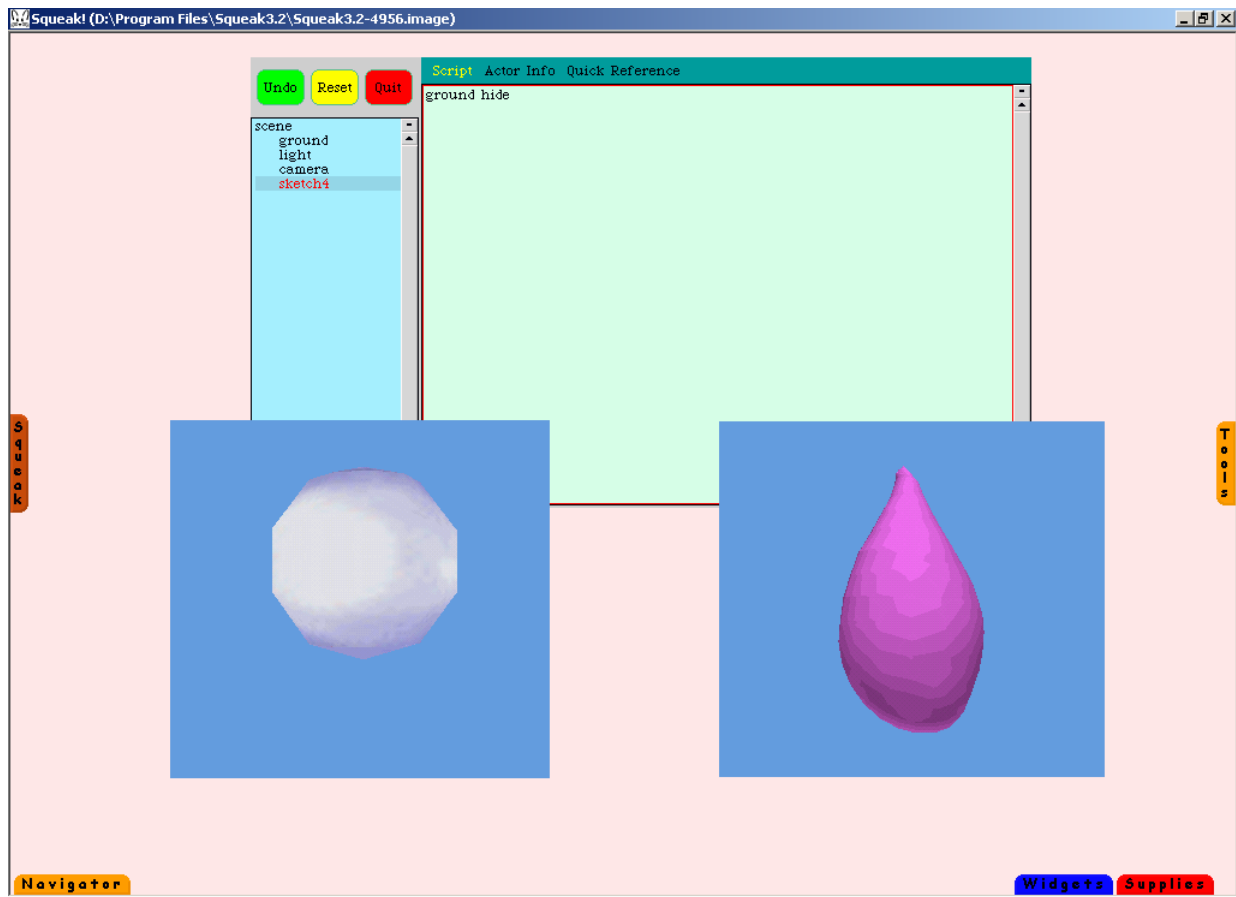 Squeak! (D:\Program Files\Squeak3.2\Squeak3.2-4956.image)
Undo Reset Quit
Script Actor Info Quick Reference
ground hide
scene
ground
light
camera
sketch4
Squeak
Tools
Navigator
Widgets
Supplies